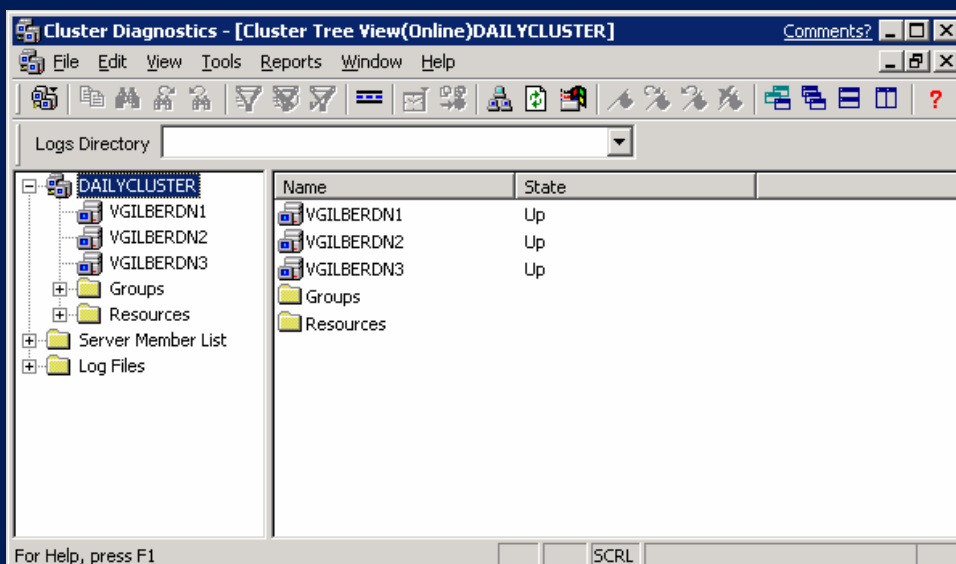 Cluster Diagnostics - [Cluster Tree View(Online)DAILYCLUSTER] Comments?
File Edit View Tools Reports Window Help
?
Logs Directory
DAILYCLUSTER
VGILBERDN1
VGILBERDN2
VGILBERDN3
Groups
Resources
Server Member List
Log Files
Name State
VGILBERDN1 Up
VGILBERDN2 Up
VGILBERDN3 Up
Groups
Resources
For Help, press F1 SCRL